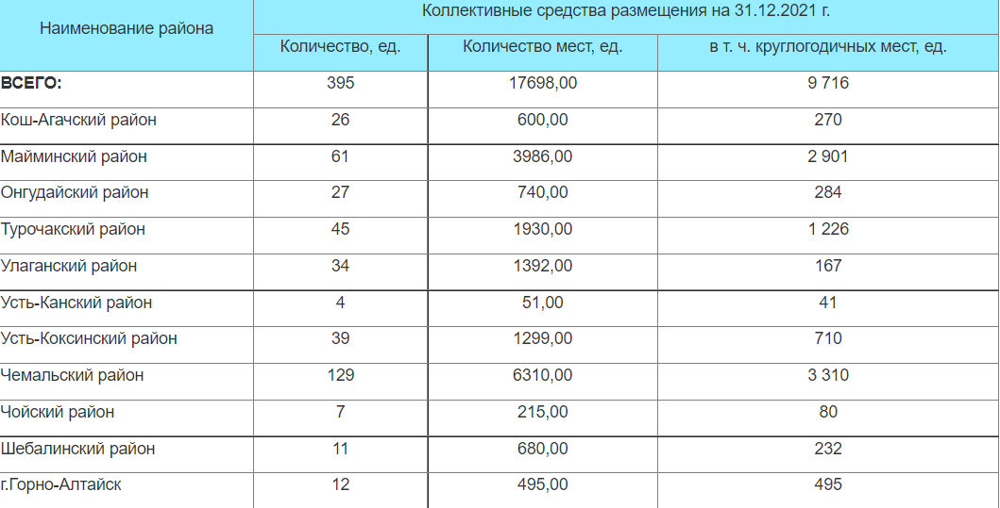 Наименование района
Коллективные средства размещения на 31.12.2021 г.
Количество, ед. Количество мест, ед. в т. ч. круглогодичных мест, ед.
ВСЕГО: 395 17698,00 9 716
Кош-Агачский район 26 600,00 270
Майминский район 61 3986,00 2 901
Онгудайский район 27 740,00 284
Турочакский район 45 1930,00 1 226
Улаганский район 34 1392,00 167
Усть-Канский район 4 51,00 41
Усть-Коксинский район 39 1299,00 710
Чемальский район 129 6310,00 3 310
Чойский район 7 215,00 80
Шебалинский район 11 680,00 232
г.Горно-Алтайск 12 495,00 495